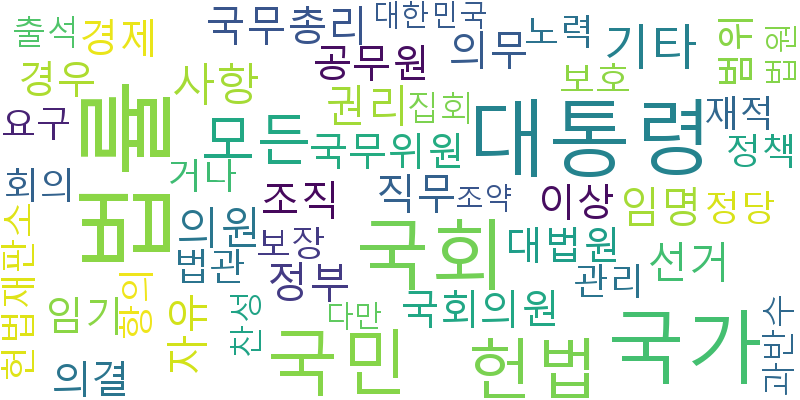 출석
경제
국무총리
대한민국
의무
노력
기타
범위
법원
경우
사항
공무원
보호
권리
집회
재적
요구
법률
모든
국무위원
대통령
정책
회의
거나
조직
직무
조약
이상
임명
정당
헌법재판소
의원
보장
법관
정부
국회
대법원
관리
선거
임기
항의
자유
찬성
다만
국회의원
국가
과반수
의결
국민
헌법